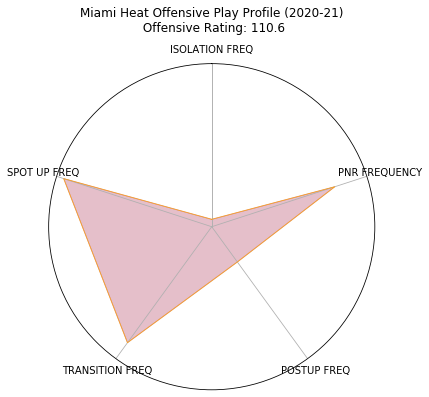 Miami Heat Offensive Play Profile (2020-21)
Offensive Rating: 110.6
ISOLATION FREQ
SPOT UP FREQ
PNR FREQUENCY
TRANSITION FREQ
POSTUP FREQ